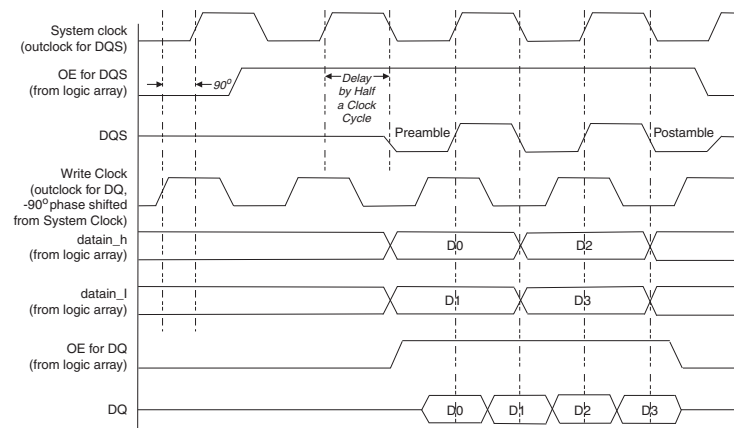 System clock
(outclock for DQS)
OE for DQS
(from logic array)
90°
Delay
by Half
a Clock
Cycle
DQS
Preamble
Postamble
Write Clock
(outclock for DQ,
-90° phase shifted
from System Clock)
datain_h
(from logic array)
D0
D2
datain_l
(from logic array)
D1
D3
OE for DQ
(from logic array)
DQ
D0
D1
D2
D3